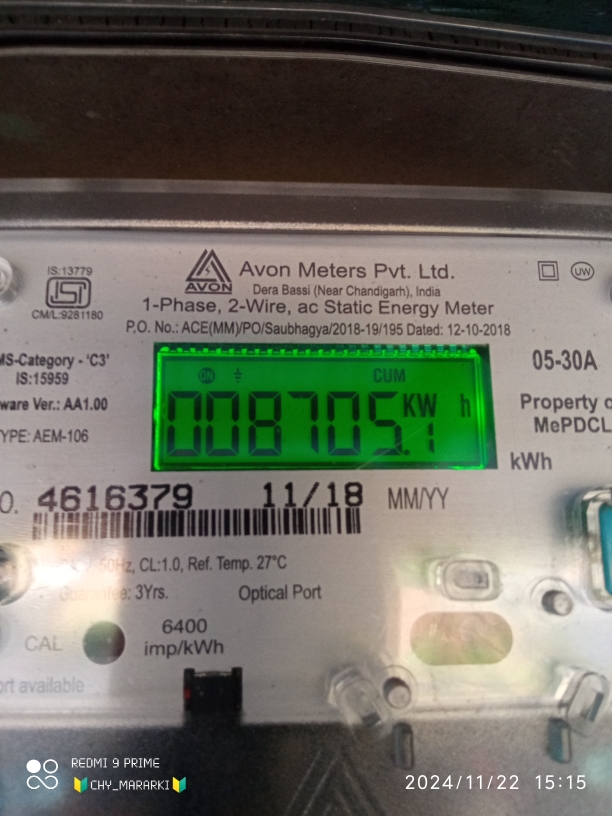 IS:13779
ISI
CM/L:9281180
AVON
Avon Meters Pvt. Ltd.
Dera Bassi (Near Chandigarh), India
1-Phase, 2-Wire, ac Static Energy Meter
P.O. No.: ACE(MM)/PO/Saubhagya/2018-19/195 Dated: 12-10-2018
UW
MS-Category - 'C3'
IS:15959
ware Ver.: AA1.00
YPE: AEM-106
ON CUM
008705.1 KW h
05-30A
Property o
MePDCL
kWh
O. 4616379 11/18 MM/YY
50Hz, CL:1.0, Ref. Temp. 27°C
Guarantee: 3Yrs. Optical Port
CAL 6400
imp/kWh
ort available
REDMI 9 PRIME
CHY_MARARKI
2024/11/22 15:15